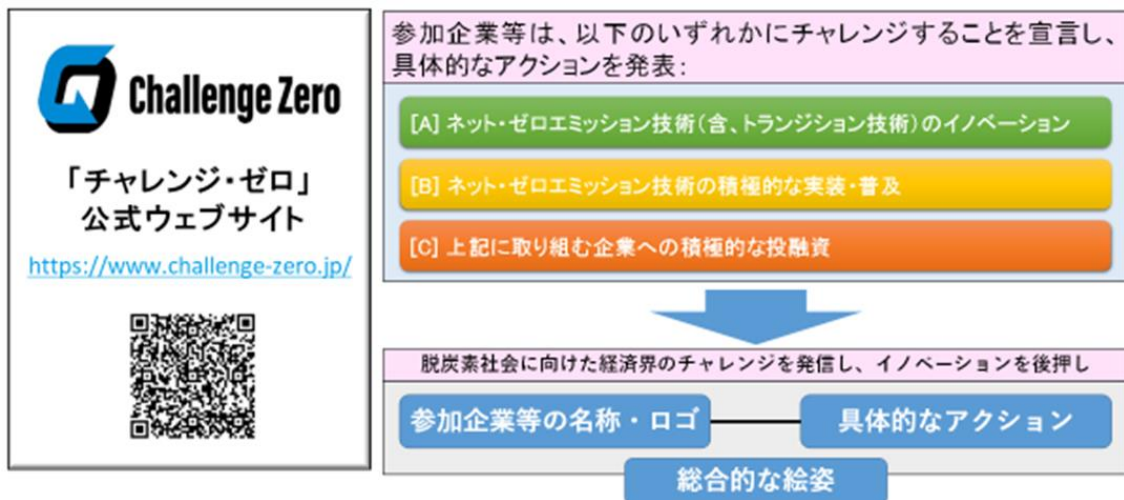 Challenge Zero
「チャレンジ・ゼロ」
公式ウェブサイト
https://www.challenge-zero.jp/
参加企業等は、以下のいずれかにチャレンジすることを宣言し、
具体的なアクションを発表：
[A] ネット・ゼロエミッション技術（含、トランジション技術）のイノベーション
[B] ネット・ゼロエミッション技術の積極的な実装・普及
[C] 上記に取り組む企業への積極的な投融資
脱炭素社会に向けた経済界のチャレンジを発信し、イノベーションを後押し
参加企業等の名称・ロゴ
具体的なアクション
総合的な絵姿